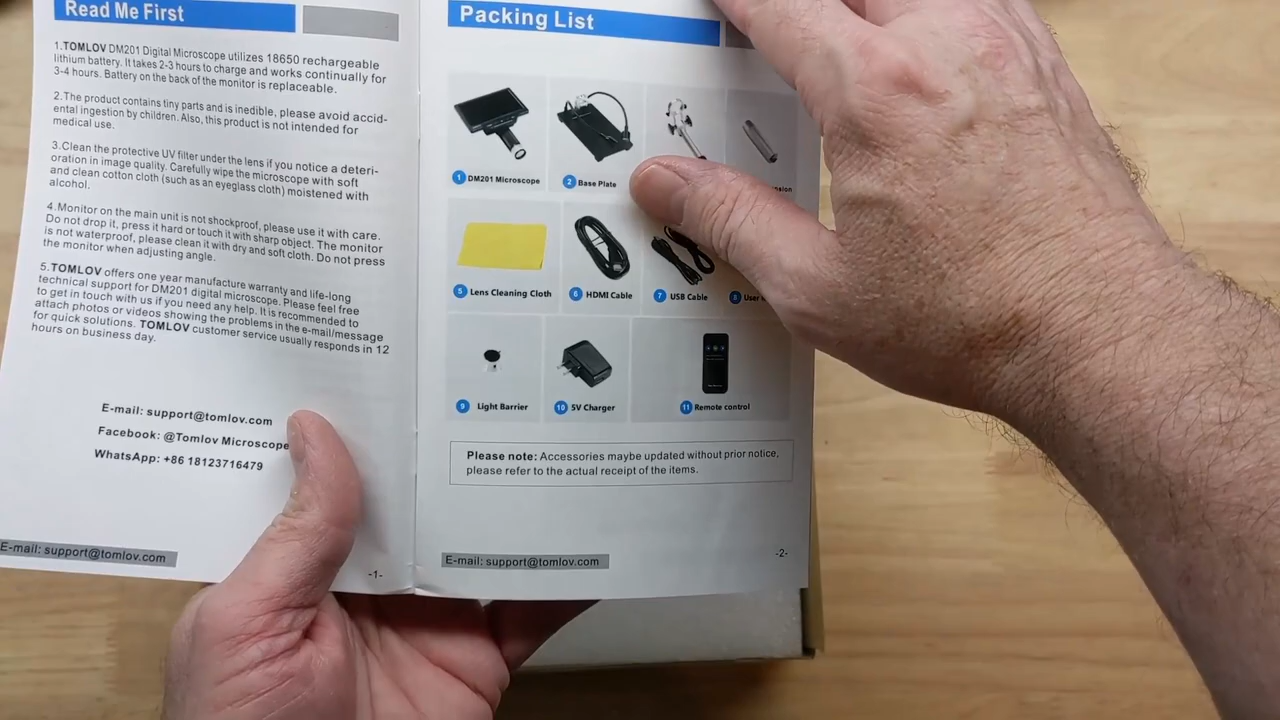 Read Me First
1.TOMLOV DM201 Digital Microscope utilizes 18650 rechargeable
lithium battery. It takes 2-3 hours to charge and works continually for
3-4 hours. Battery on the back of the monitor is replaceable.
2.The product contains tiny parts and is inedible, please avoid accid-
ental ingestion by children. Also, this product is not intended for
medical use.
3.Clean the protective UV filter under the lens if you notice a deteri-
oration in image quality. Carefully wipe the microscope with soft
and clean cotton cloth (such as an eyeglass cloth) moistened with
alcohol.
4.Monitor on the main unit is not shockproof, please use it with care.
Do not drop it, press it hard or touch it with sharp object. The monitor
is not waterproof, please clean it with dry and soft cloth. Do not press
the monitor when adjusting angle.
5.TOMLOV offers one year manufacture warranty and life-long
technical support for DM201 digital microscope. Please feel free
to get in touch with us if you need any help. It is recommended to
attach photos or videos showing the problems in the e-mail/message
for quick solutions. TOMLOV customer service usually responds in 12
hours on business day.
E-mail: support@tomlov.com
Facebook: @Tomlov Microscope
WhatsApp: +86 18123716479
E-mail: support@tomlov.com
-1-
Packing List
1 DM201 Microscope
2 Base Plate
5 Lens Cleaning Cloth
6 HDMI Cable
7 USB Cable
8 User
9 Light Barrier
10 5V Charger
11 Remote control
Please note: Accessories maybe updated without prior notice,
please refer to the actual receipt of the items.
E-mail: support@tomlov.com
-2-